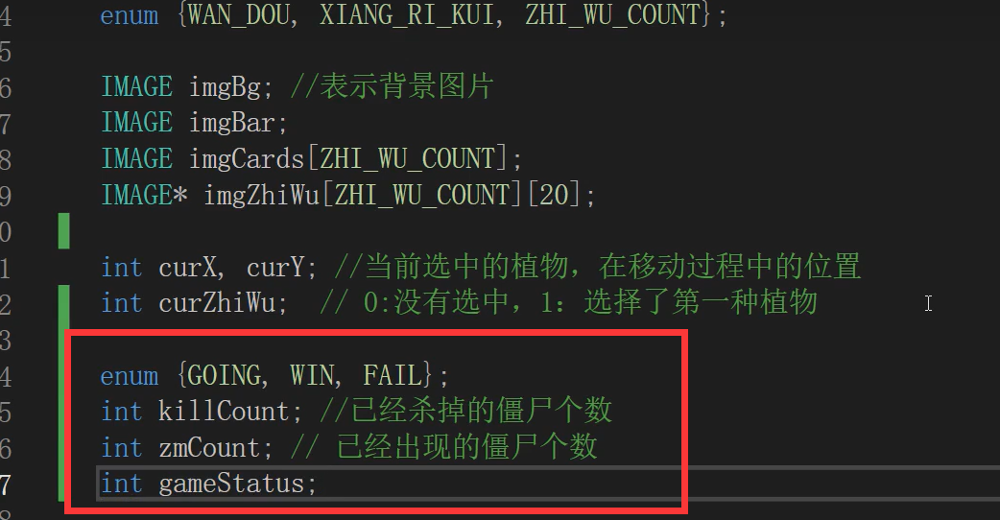 4 enum {WAN_DOU, XIANG_RI_KUI, ZHI_WU_COUNT};
5
6 IMAGE imgBg; //表示背景图片
7 IMAGE imgBar;
8 IMAGE imgCards[ZHI_WU_COUNT];
9 IMAGE* imgZhiWu[ZHI_WU_COUNT][20];
0
1 int curX, curY; //当前选中的植物，在移动过程中的位置
2 int curZhiWu;  // 0:没有选中，1：选择了第一种植物
3
4 enum {GOING, WIN, FAIL};
5 int killCount; //已经杀掉的僵尸个数
6 int zmCount; // 已经出现的僵尸个数
7 int gameStatus;
8